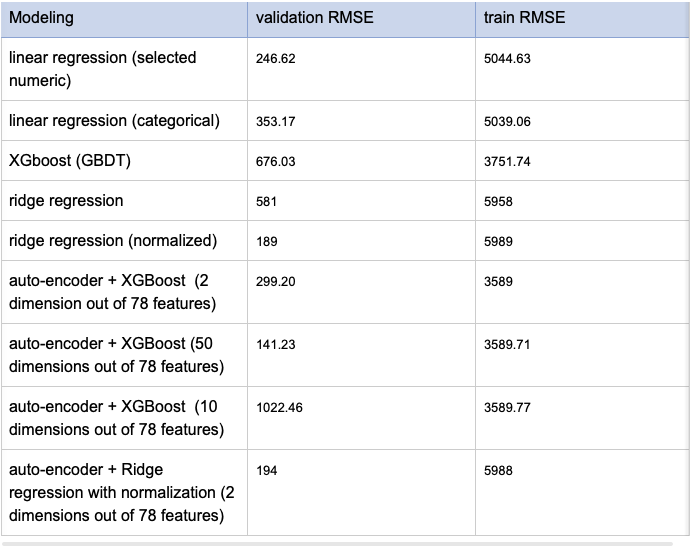 Modeling validation RMSE train RMSE
linear regression (selected 246.62 5044.63
numeric)
linear regression (categorical) 353.17 5039.06
XGboost (GBDT) 676.03 3751.74
ridge regression 581 5958
ridge regression (normalized) 189 5989
auto-encoder + XGBoost (2 299.20 3589
dimension out of 78 features)
auto-encoder + XGBoost (50 141.23 3589.71
dimensions out of 78 features)
auto-encoder + XGBoost (10 1022.46 3589.77
dimensions out of 78 features)
auto-encoder + Ridge 194 5988
regression with normalization (2
dimensions out of 78 features)